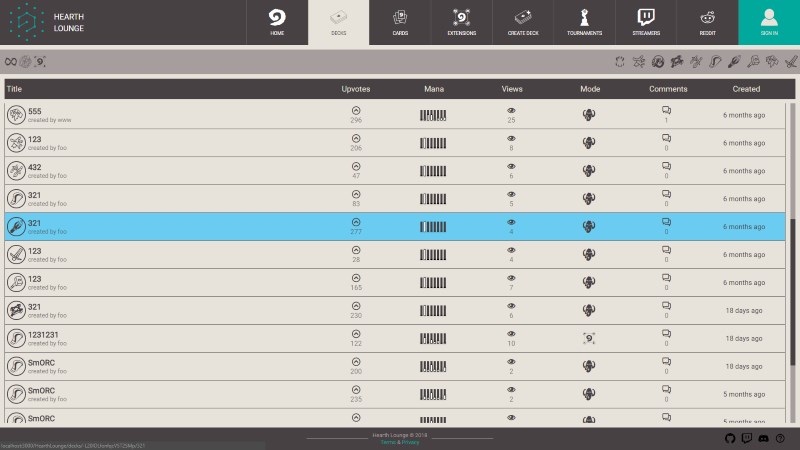 HEARTH
LOUNGE
HOME
DECKS
CARDS
EXTENSIONS
CREATE DECK
TOURNAMENTS
STREAMERS
REDDIT
SIGN IN
Title Upvotes Mana Views Mode Comments Created
555
created by www
296 25 1 6 months ago
123
created by foo
206 8 0 6 months ago
432
created by foo
47 6 0 6 months ago
321
created by foo
83 5 0 6 months ago
321
created by foo
277 4 0 6 months ago
123
created by foo
28 4 0 6 months ago
123
created by foo
165 7 0 6 months ago
321
created by foo
230 6 0 18 days ago
1231231
created by foo
122 10 0 18 days ago
SmORC
created by foo
200 2 0 18 days ago
SmORC
created by foo
235 2 0 5 months ago
SmORC
created by foo
5 months ago
Hearth Lounge © 2018
Terms & Privacy